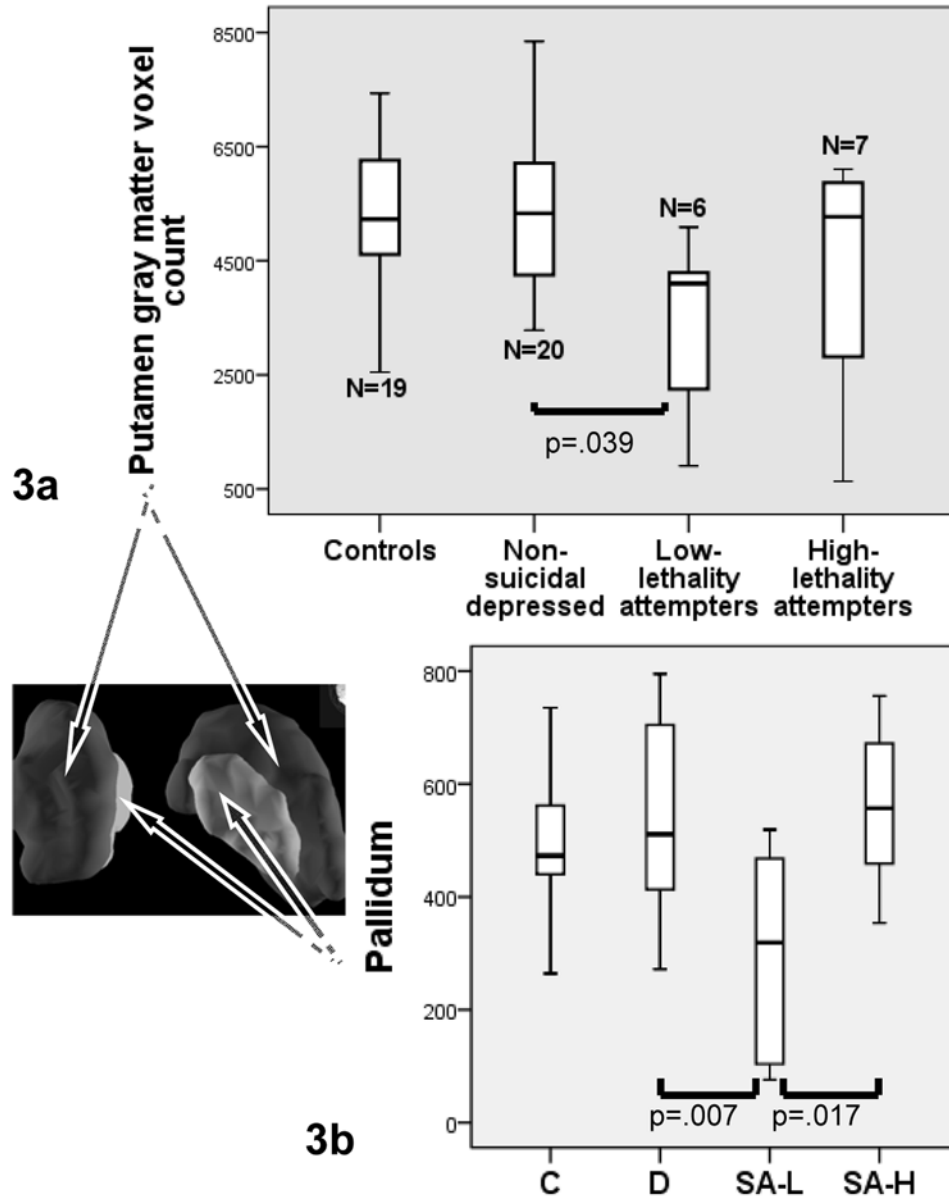 Putamen gray matter voxel
count
8500
6500
4500
2500
500
N=19
N=20
N=6
N=7
p=.039
3a
Controls
Non-
suicidal
depressed
Low-
lethality
attempters
High-
lethality
attempters
Pallidum
800
600
400
200
0
p=.007
p=.017
3b
C
D
SA-L
SA-H